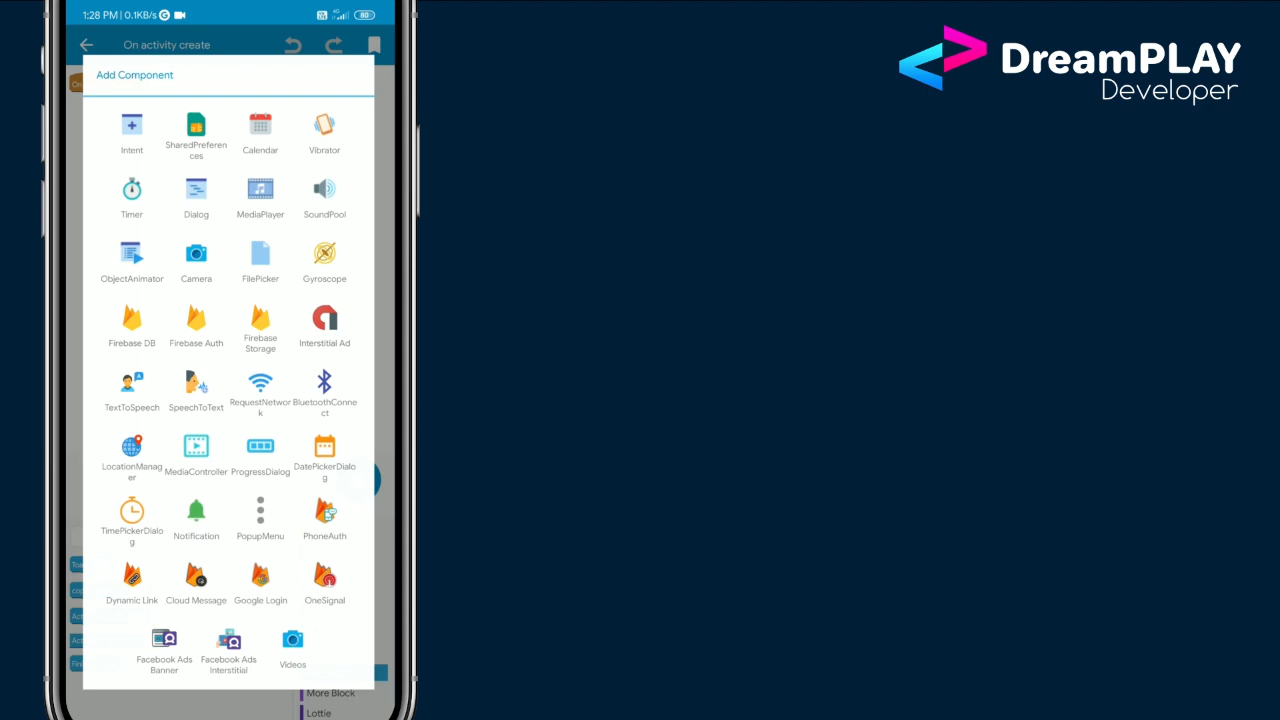 1:28 PM | 0.1KB/s
80
On activity create
Add Component
Intent
SharedPreferen
ces
Calendar
Vibrator
Timer
Dialog
MediaPlayer
SoundPool
ObjectAnimator
Camera
FilePicker
Gyroscope
Firebase DB
Firebase Auth
Firebase
Storage
Interstitial Ad
TextToSpeech
SpeechToText
RequestNetwor
k
BluetoothConne
ct
LocationManag
er
MediaController
ProgressDialog
DatePickerDialo
g
TimePickerDialo
g
Notification
PopupMenu
PhoneAuth
Dynamic Link
Cloud Message
Google Login
OneSignal
Facebook Ads
Banner
Facebook Ads
Interstitial
Videos
More Block
Lottie
DreamPLAY
Developer